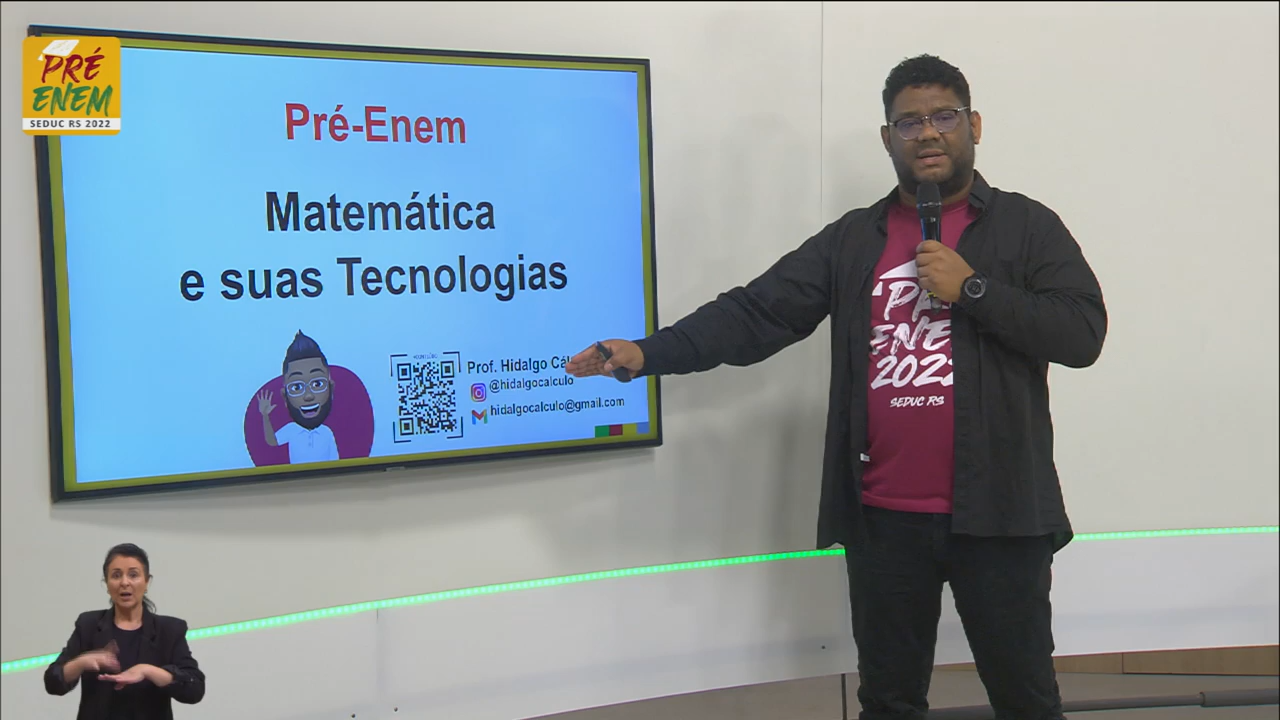 PRÉ
ENEM
SEDUC RS 2022
Pré-Enem
Matemática
e suas Tecnologias
Prof. Hidalgo
@hidalgocalculo
hidalgocalculo@gmail.com
PRÉ
ENEM
2022
SEDUC RS